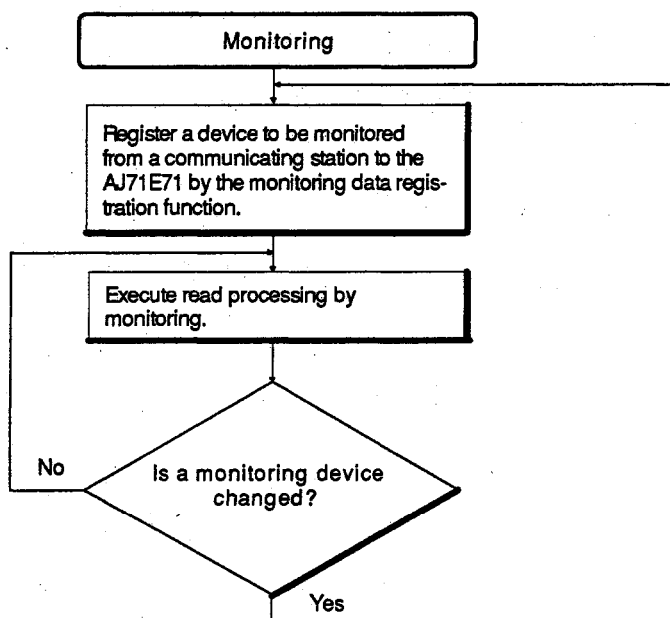 Monitoring
Register a device to be monitored
from a communicating station to the
AJ71E71 by the monitoring data regis-
tration function.
Execute read processing by
monitoring.
No
Is a monitoring device
changed?
Yes